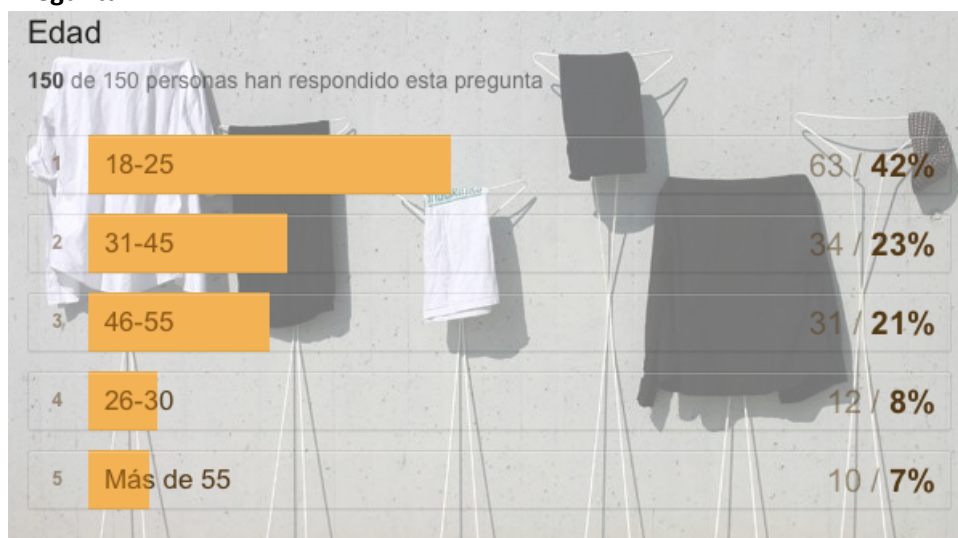 Edad
150 de 150 personas han respondido esta pregunta
1 18-25 63 / 42%
2 31-45 34 / 23%
3 46-55 31 / 21%
4 26-30 12 / 8%
5 Más de 55 10 / 7%